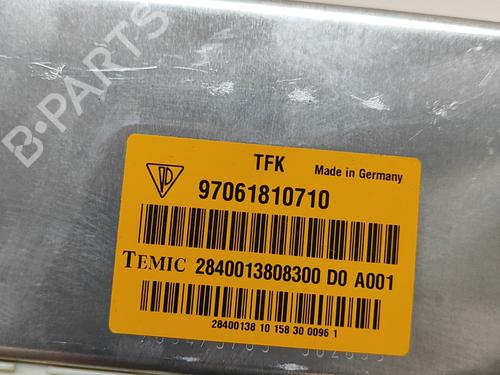 B-PARTS
TFK Made in Germany
97061810710
TEMIC 2840013808300 D0 A001
28400138 10 158 30 0096 1